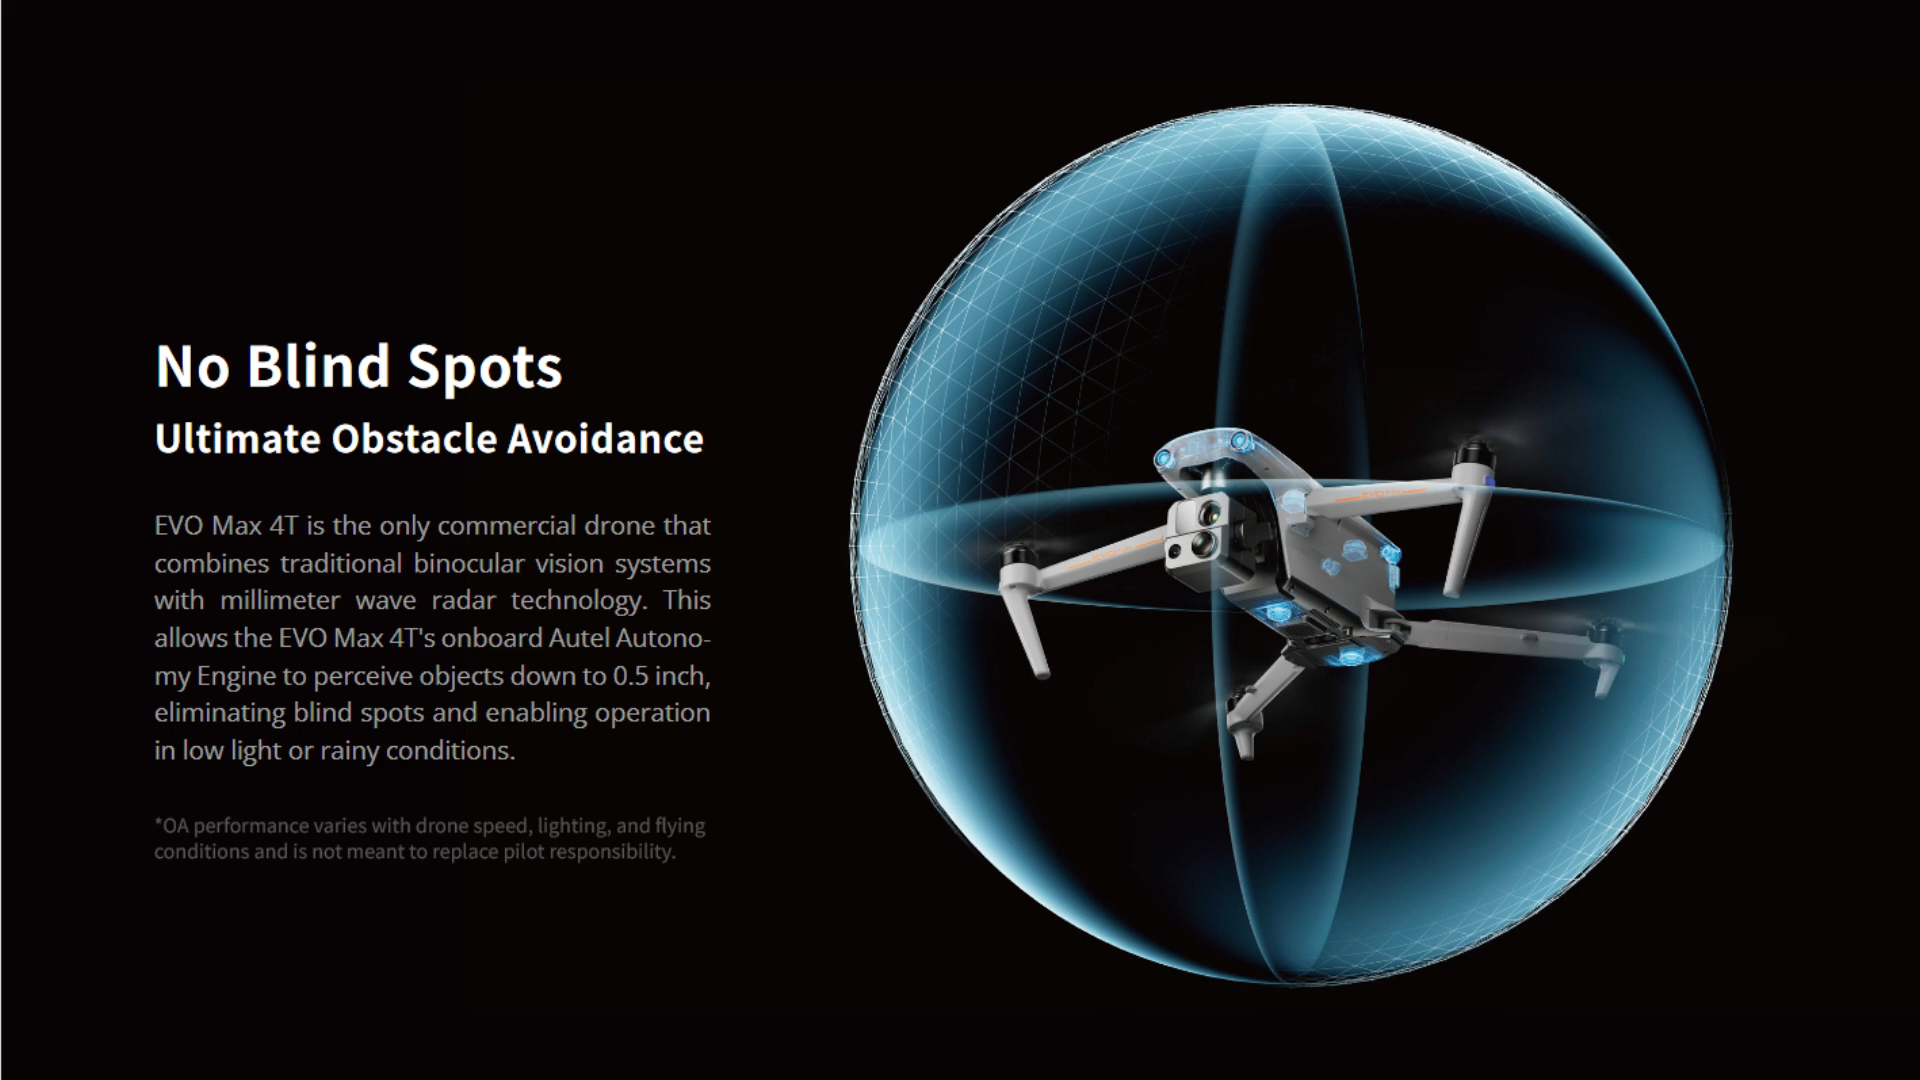 No Blind Spots
Ultimate Obstacle Avoidance
EVO Max 4T is the only commercial drone that
combines traditional binocular vision systems
with millimeter wave radar technology. This
allows the EVO Max 4T's onboard Autel Autono-
my Engine to perceive objects down to 0.5 inch,
eliminating blind spots and enabling operation
in low light or rainy conditions.
*OA performance varies with drone speed, lighting, and flying
conditions and is not meant to replace pilot responsibility.